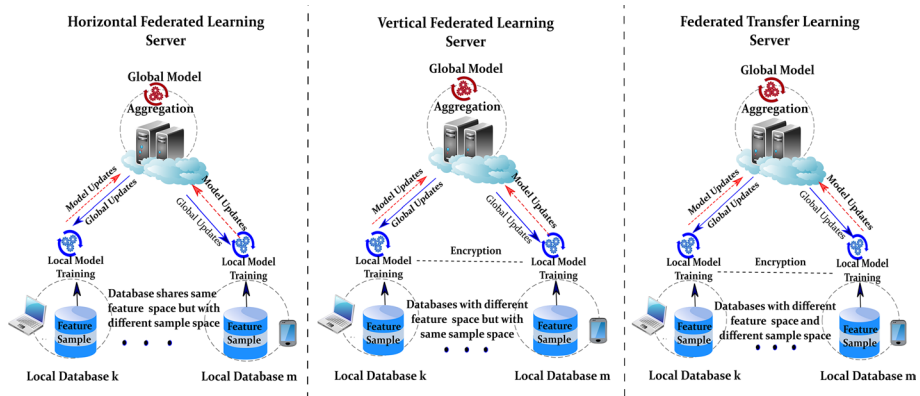 Horizontal Federated Learning
Server
Global Model
Aggregation
Model Updates
Global Updates
Model Updates
Global Updates
Local Model
Training
Local Model
Training
Database shares same
feature space but with
different sample space
Feature
Sample
Feature
Sample
Local Database k
Local Database m
Vertical Federated Learning
Server
Global Model
Aggregation
Model Updates
Global Updates
Model Updates
Global Updates
Encryption
Local Model
Training
Local Model
Training
Databases with different
feature space but with
same sample space
Feature
Sample
Feature
Sample
Local Database k
Local Database m
Federated Transfer Learning
Server
Global Model
Aggregation
Model Updates
Global Updates
Model Updates
Global Updates
Encryption
Local Model
Training
Local Model
Training
Databases with different
feature space and
different sample space
Feature
Sample
Feature
Sample
Local Database k
Local Database m